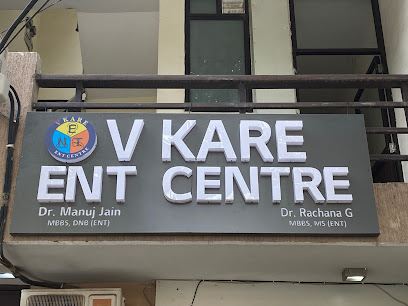 V KARE
ENT CENTRE
V KARE
ENT
ENT CENTRE
Dr. Manuj Jain
MBBS, DNB (ENT)
Dr. Rachana G
MBBS, MS (ENT)